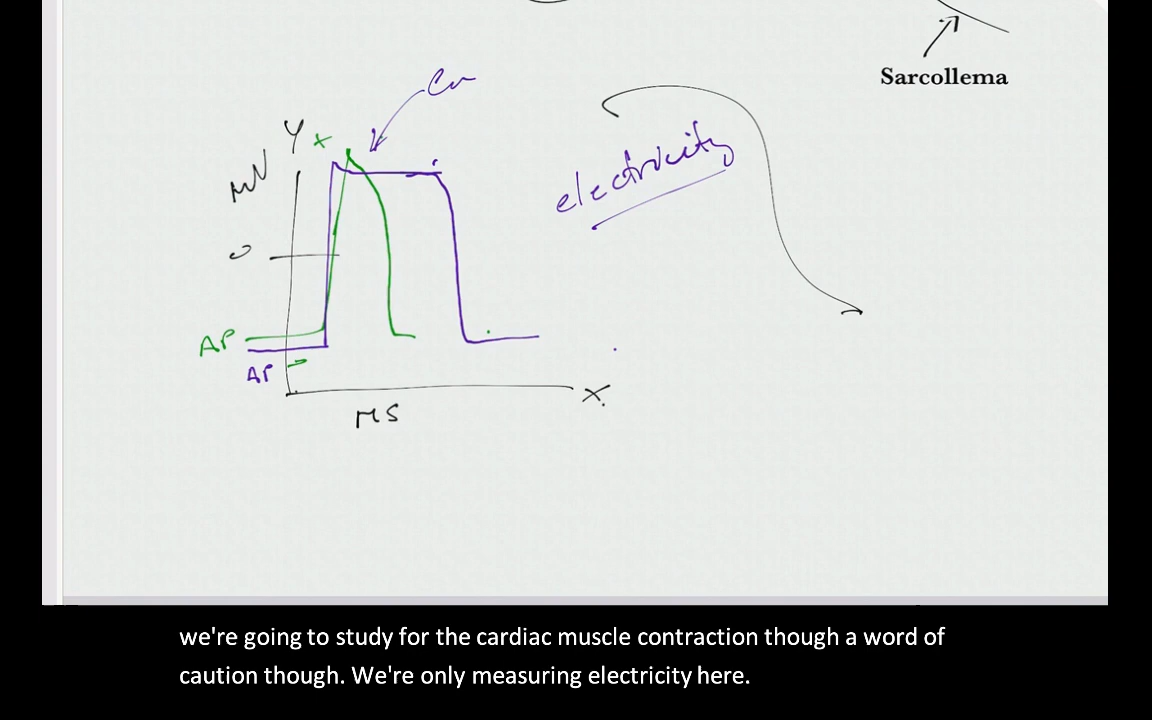 Sarcollema
Ca
Y +
mV
electricity
0
AP
AP -
X
MS
we're going to study for the cardiac muscle contraction though a word of
caution though. We're only measuring electricity here.